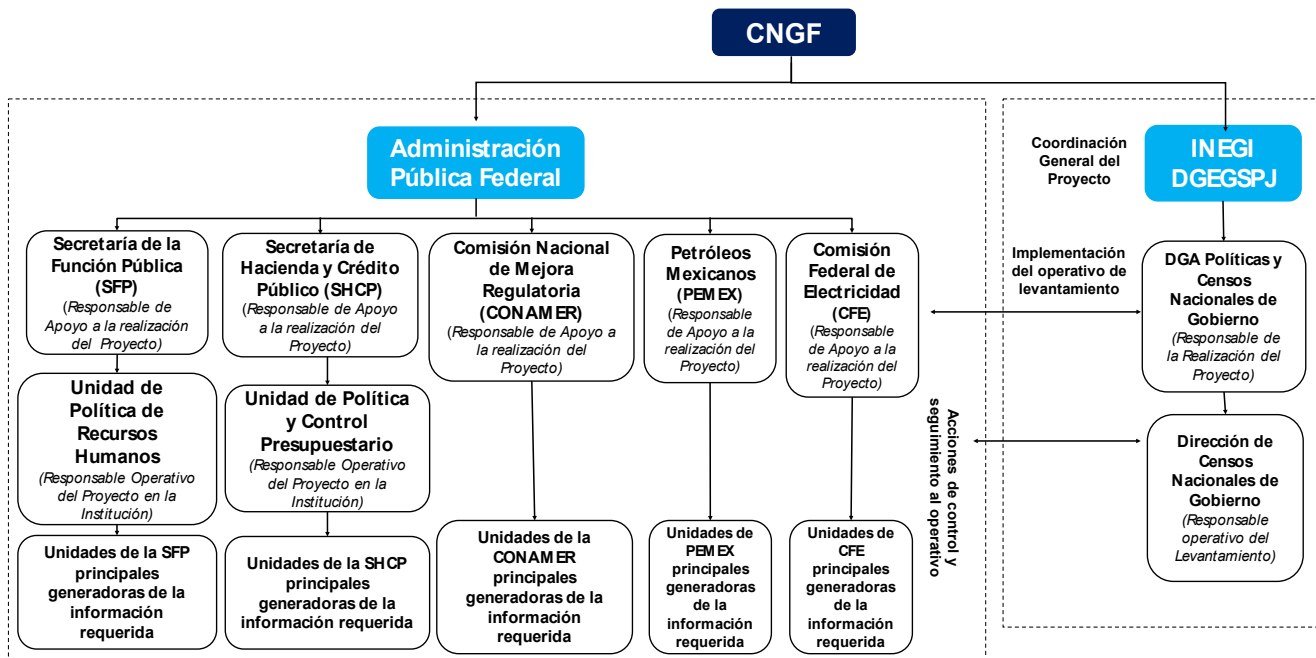 CNGF
Administración
Pública Federal
Coordinación
General del
Proyecto
INEGI
DGEGSPJ
Secretaría de la
Función Pública
(SFP)
(Responsable de
Apoyo a la realización
del Proyecto)
Secretaría de
Hacienda y Crédito
Público (SHCP)
(Responsable de Apoyo
a la realización del
Proyecto)
Comisión Nacional
de Mejora
Regulatoria
(CONAMER)
(Responsable de Apoyo a
la realización del
Proyecto)
Petróleos
Mexicanos
(PEMEX)
(Responsable
de Apoyo a la
realización del
Proyecto)
Comisión
Federal de
Electricidad
(CFE)
(Responsable
de Apoyo a la
realización del
Proyecto)
Implementación
del operativo de
levantamiento
DGA Políticas y
Censos
Nacionales de
Gobierno
(Responsable de
la Realización del
Proyecto)
Unidad de
Política de
Recursos
Humanos
(Responsable Operativo
del Proyecto en la
Institución)
Unidad de Política
y Control
Presupuestario
(Responsable Operativo
del Proyecto en la
Institución)
Acciones de control y
seguimiento al operativo
Dirección de
Censos
Nacionales de
Gobierno
(Responsable
operativo del
Levantamiento)
Unidades de la SFP
principales
generadoras de la
información
requerida
Unidades de la SHCP
principales
generadoras de la
información requerida
Unidades de la
CONAMER
principales
generadoras de la
información
requerida
Unidades de
PEMEX
principales
generadoras
de la
información
requerida
Unidades de
CFE
principales
generadoras
de la
información
requerida